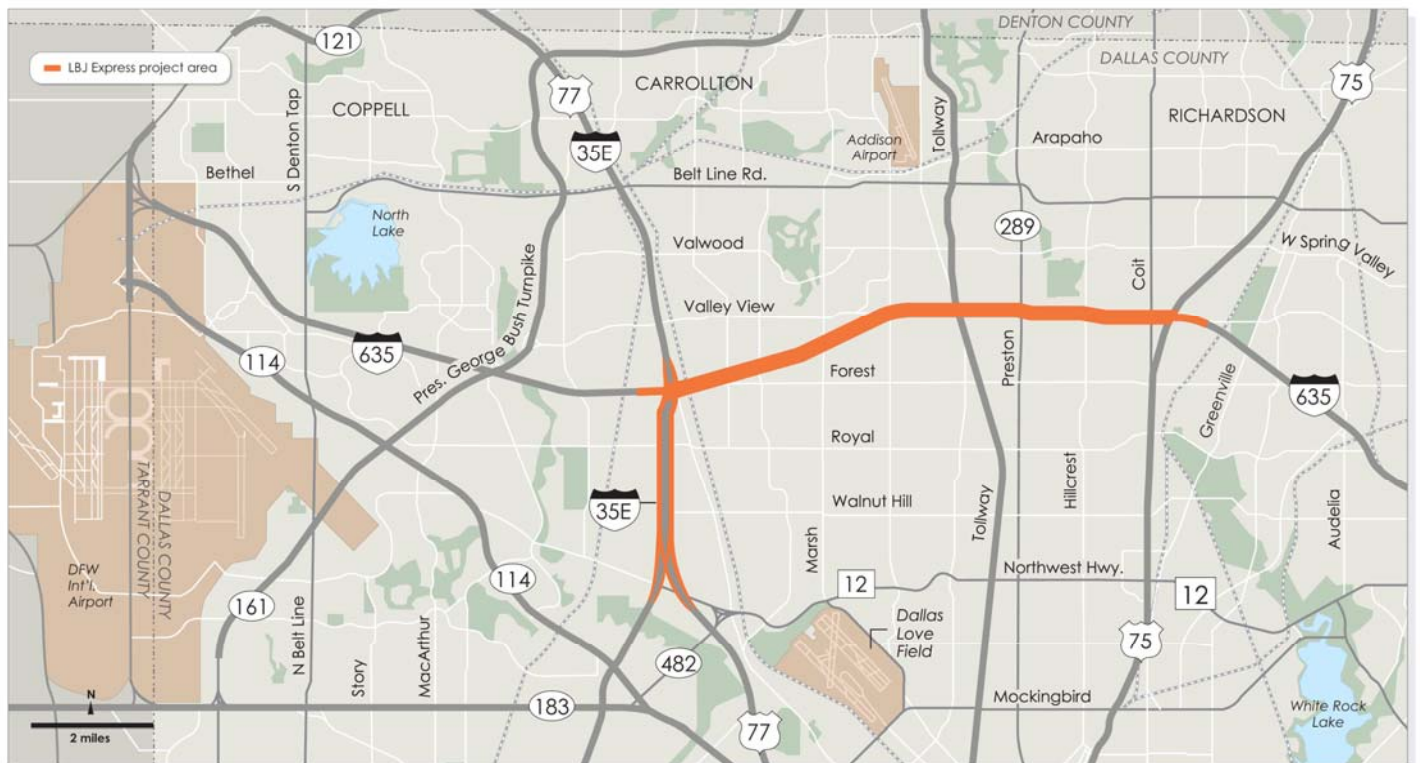 DENTON COUNTY
DALLAS COUNTY
LBJ Express project area
121
77
CARROLLTON
75
COPPELL
S Denton Tap
35E
Addison
Airport
Tollway
Arapaho
RICHARDSON
Bethel
Belt Line Rd.
North
Lake
289
Valwood
W Spring Valley
Coit
Pres. George Bush Turnpike
Valley View
635
114
Forest
Preston
Greenville
635
Royal
TARRANT COUNTY
DALLAS COUNTY
35E
Walnut Hill
Marsh
Tollway
Hillcrest
Audelia
DFW
Int'l.
Airport
114
Northwest Hwy.
12
12
161
N Belt Line
Story
MacArthur
Dallas
Love
Field
482
75
N
2 miles
183
77
Mockingbird
White Rock
Lake